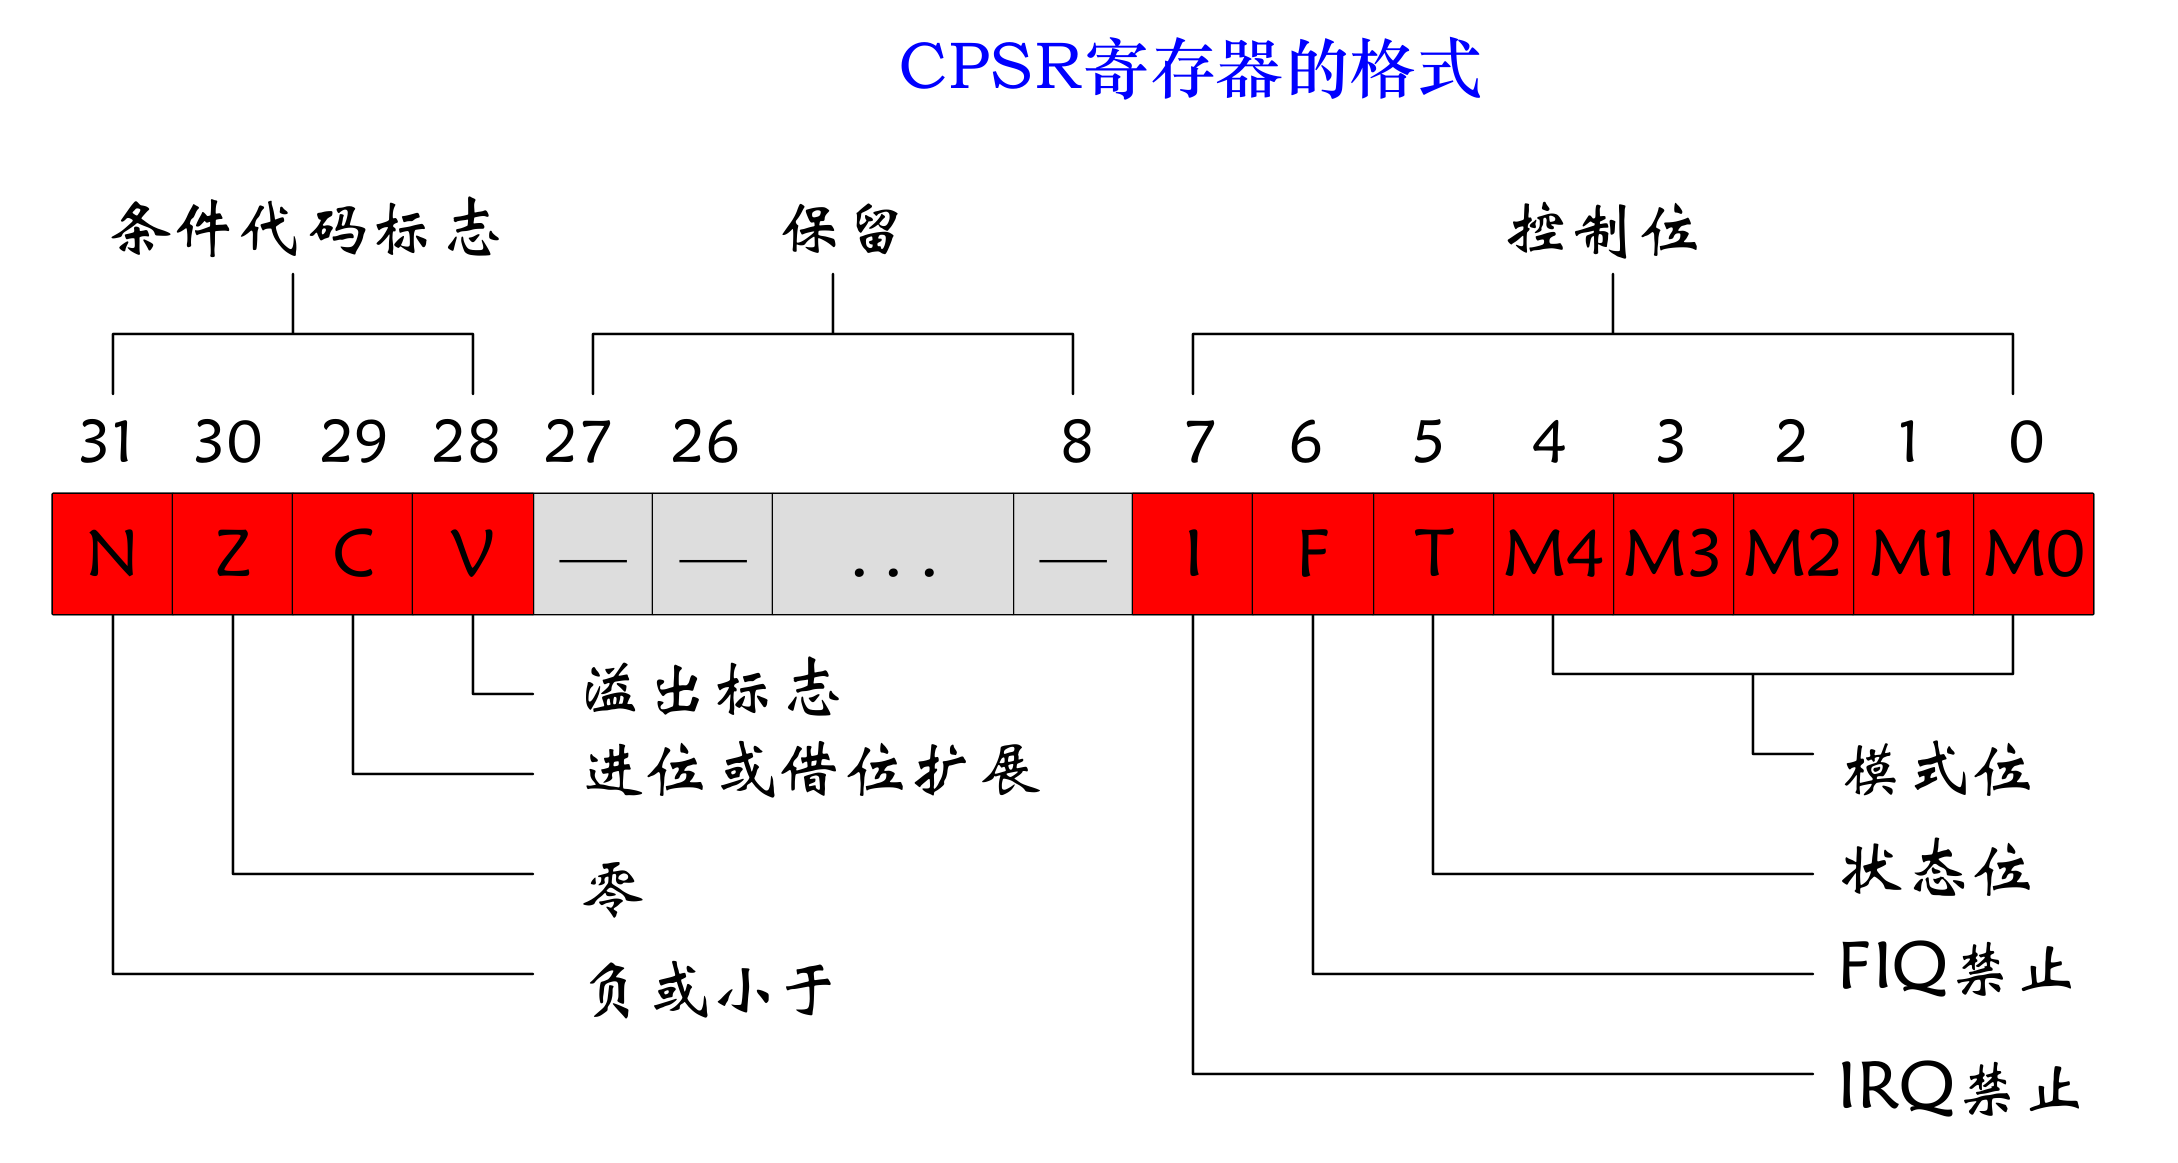 CPSR寄存器的格式
条件代码标志 保留 控制位
31 30 29 28 27 26 8 7 6 5 4 3 2 1 0
N Z C V — — ... — I F T M4 M3 M2 M1 M0
溢出标志
进位或借位扩展
零
负或小于
模式位
状态位
FIQ禁止
IRQ禁止